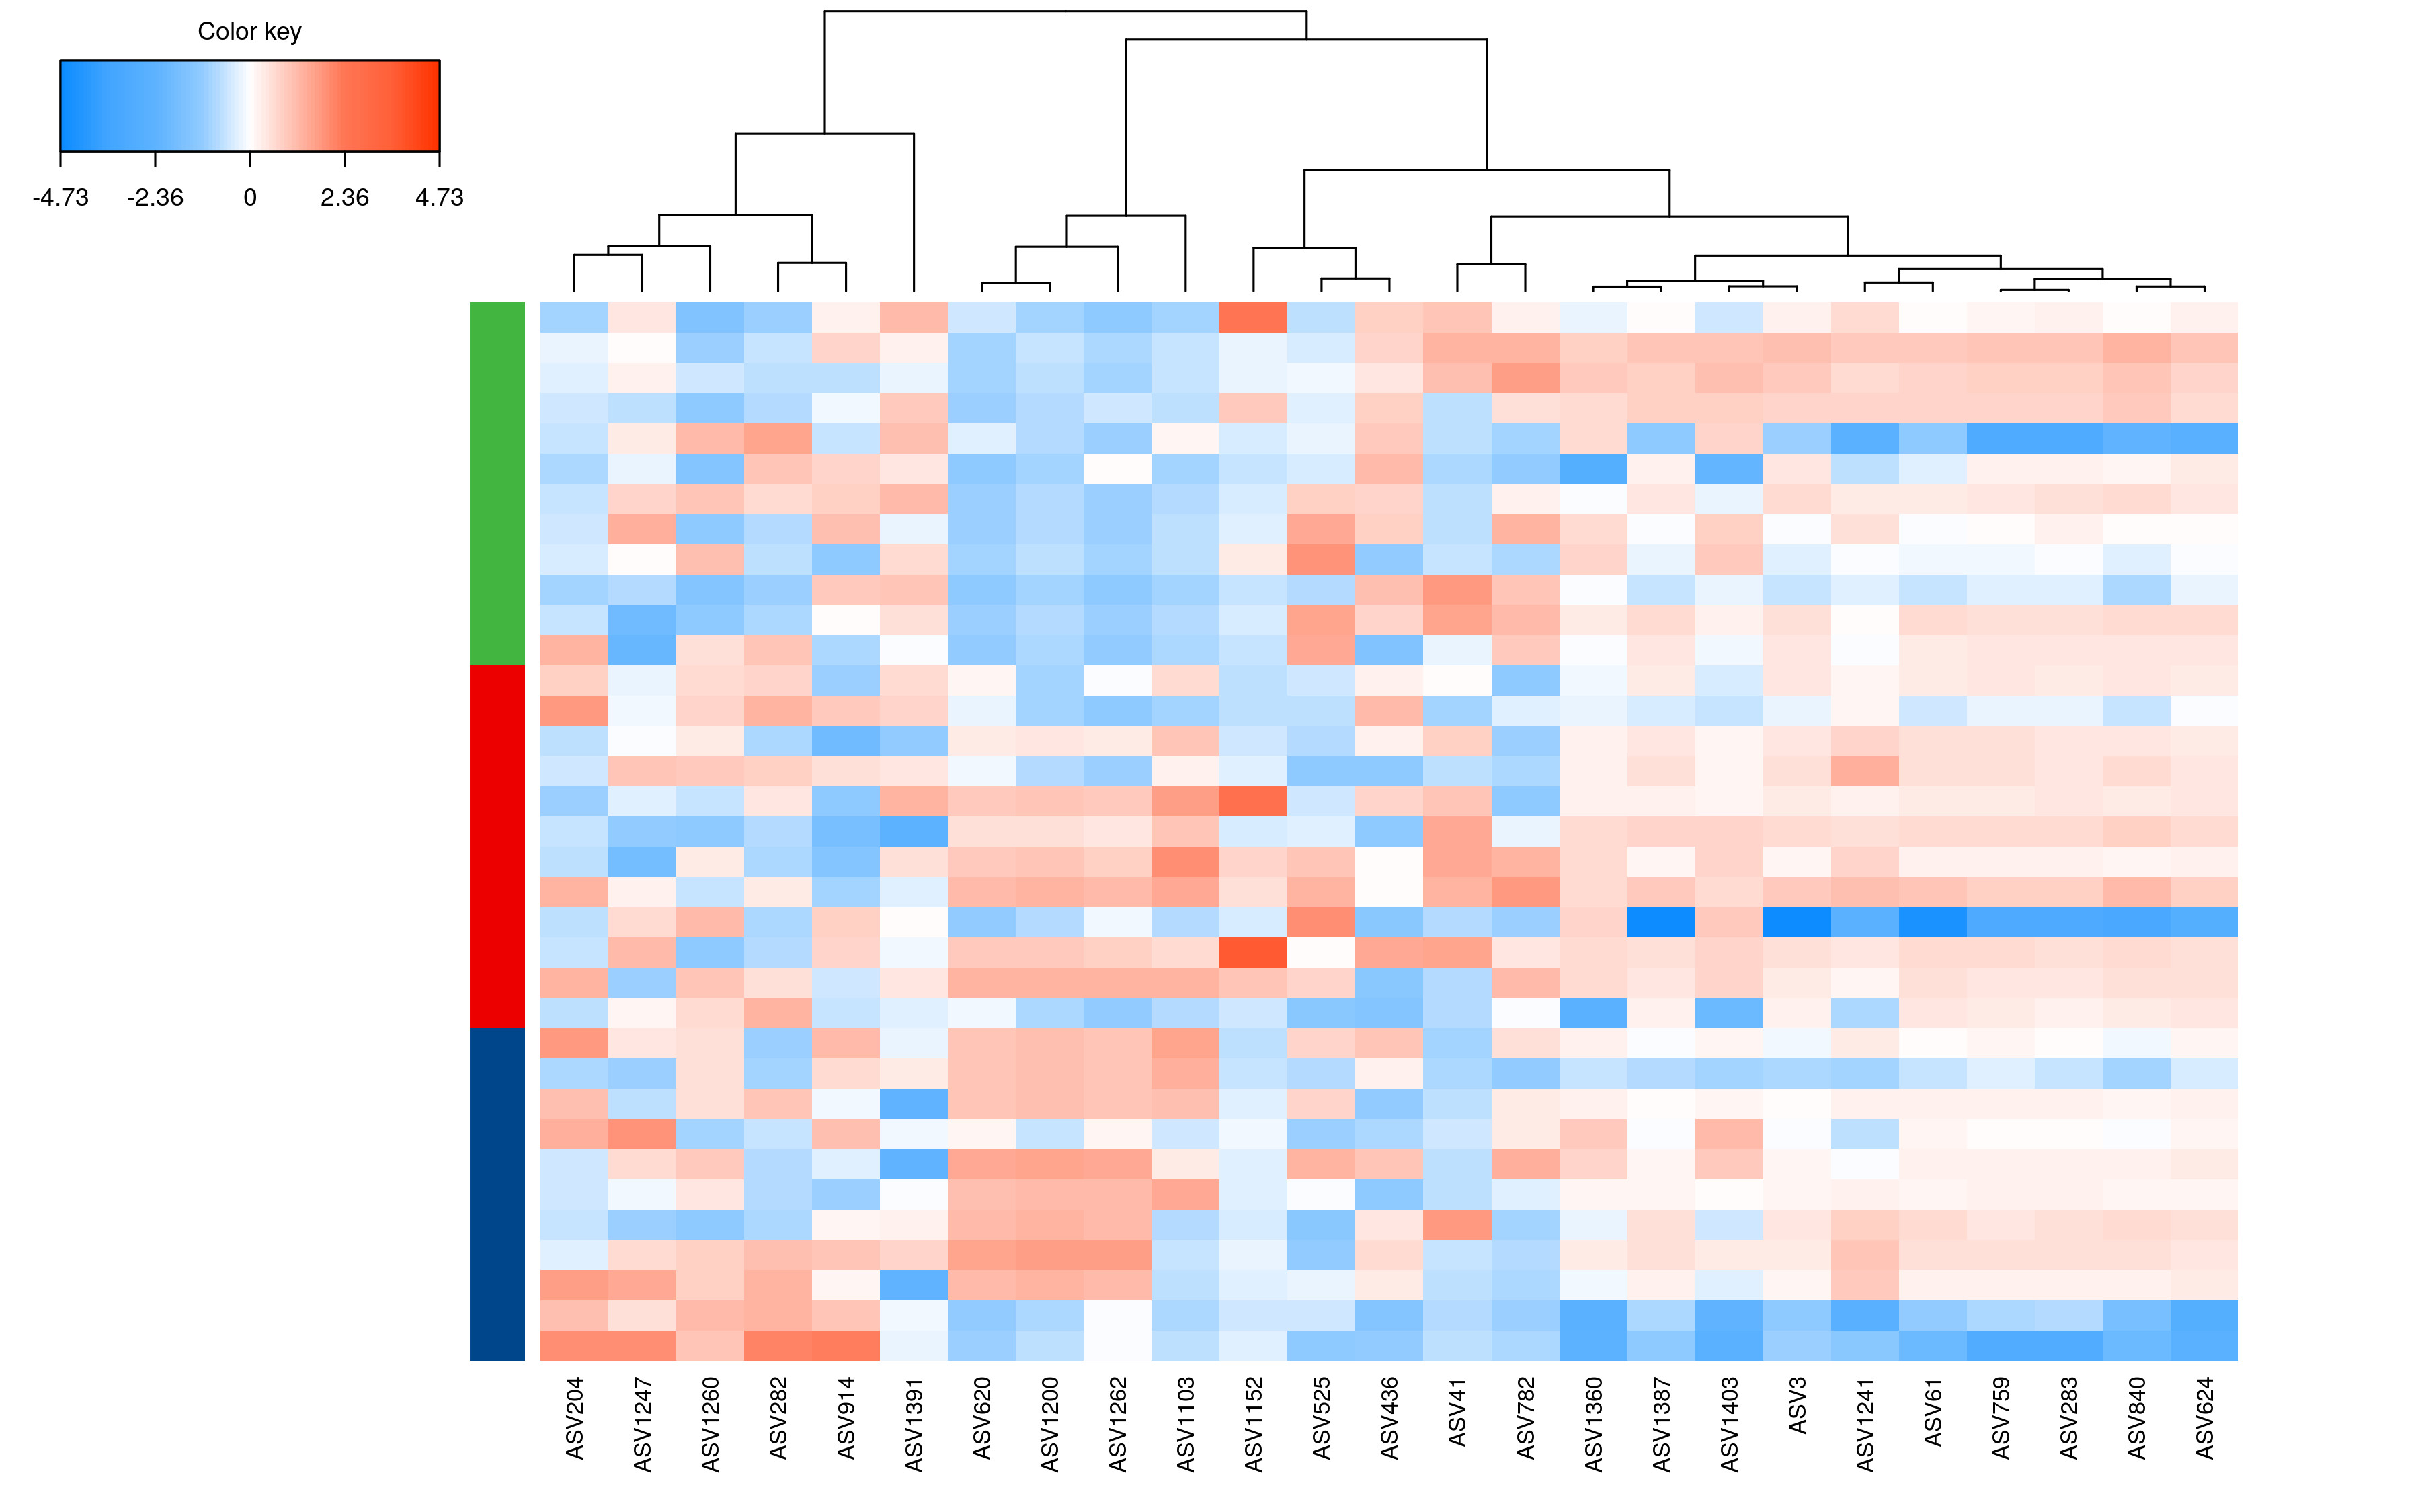 Color key
-4.73 -2.36 0 2.36 4.73
ASV204 ASV1247 ASV1260 ASV282 ASV914 ASV1391 ASV620 ASV1200 ASV1262 ASV1103 ASV1152 ASV525 ASV436 ASV41 ASV782 ASV1360 ASV1387 ASV1403 ASV3 ASV1241 ASV61 ASV759 ASV283 ASV840 ASV624